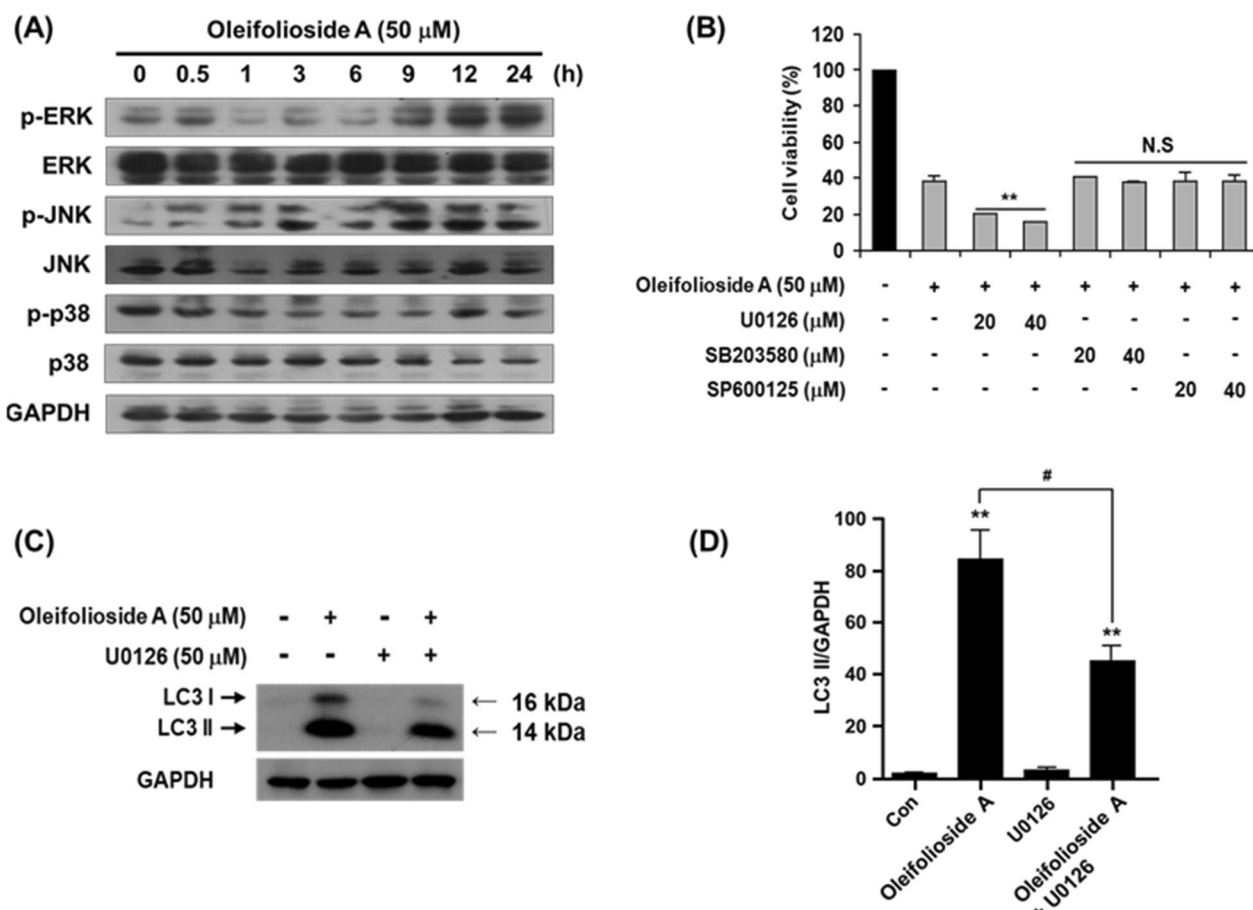 (A)
Oleifolioside A (50 μM)
0 0.5 1 3 6 9 12 24 (h)
p-ERK
ERK
p-JNK
JNK
p-p38
p38
GAPDH
(B)
Cell viability (%)
120
100
80
60
40
20
0
**
N.S
Oleifolioside A (50 μM) - + + + + + + +
U0126 (μM) - - 20 40 - - - -
SB203580 (μM) - - - - 20 40 - -
SP600125 (μM) - - - - - - 20 40
(C)
Oleifolioside A (50 μM) - + - +
U0126 (50 μM) - - + +
LC3 I → ← 16 kDa
LC3 II → ← 14 kDa
GAPDH
(D)
LC3 II/GAPDH
100
80
60
40
20
0
#
**
**
Con
Oleifolioside A
U0126
Oleifolioside A
U0126